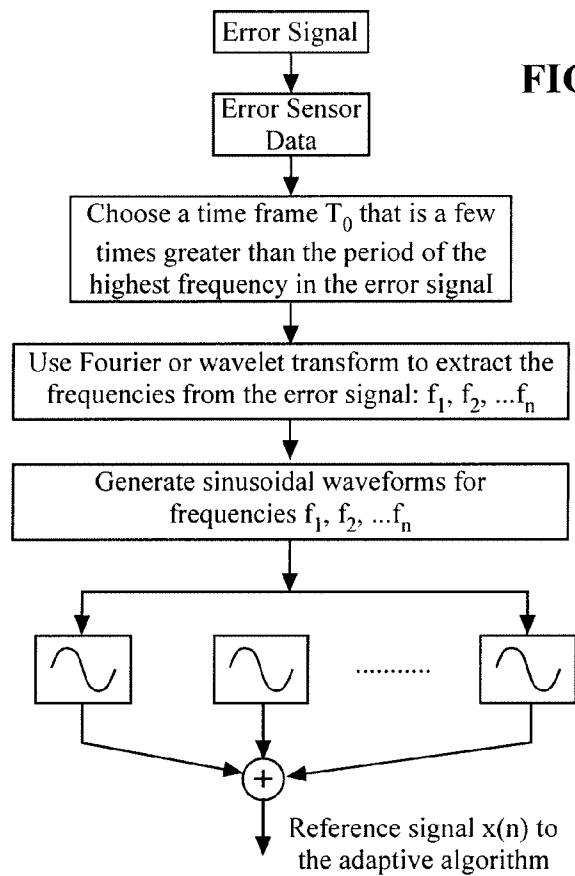 Error Signal
FIG
Error Sensor
Data
Choose a time frame T₀ that is a few
times greater than the period of the
highest frequency in the error signal
Use Fourier or wavelet transform to extract the
frequencies from the error signal: f₁, f₂, ...fₙ
Generate sinusoidal waveforms for
frequencies f₁, f₂, ...fₙ
...........
+
Reference signal x(n) to
the adaptive algorithm